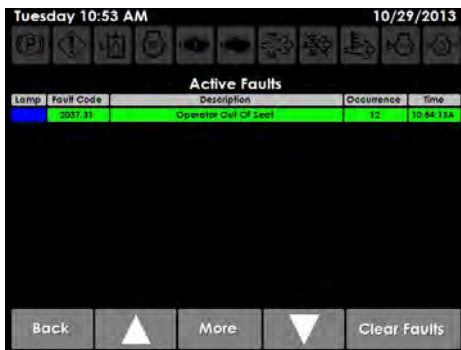 Tuesday 10:53 AM 10/29/2013
(P)
Active Faults
Lamp Fault Code Description Occurrence Time
2037.31 Operator Out Of Seat 12 10:54:13A
Back More Clear Faults